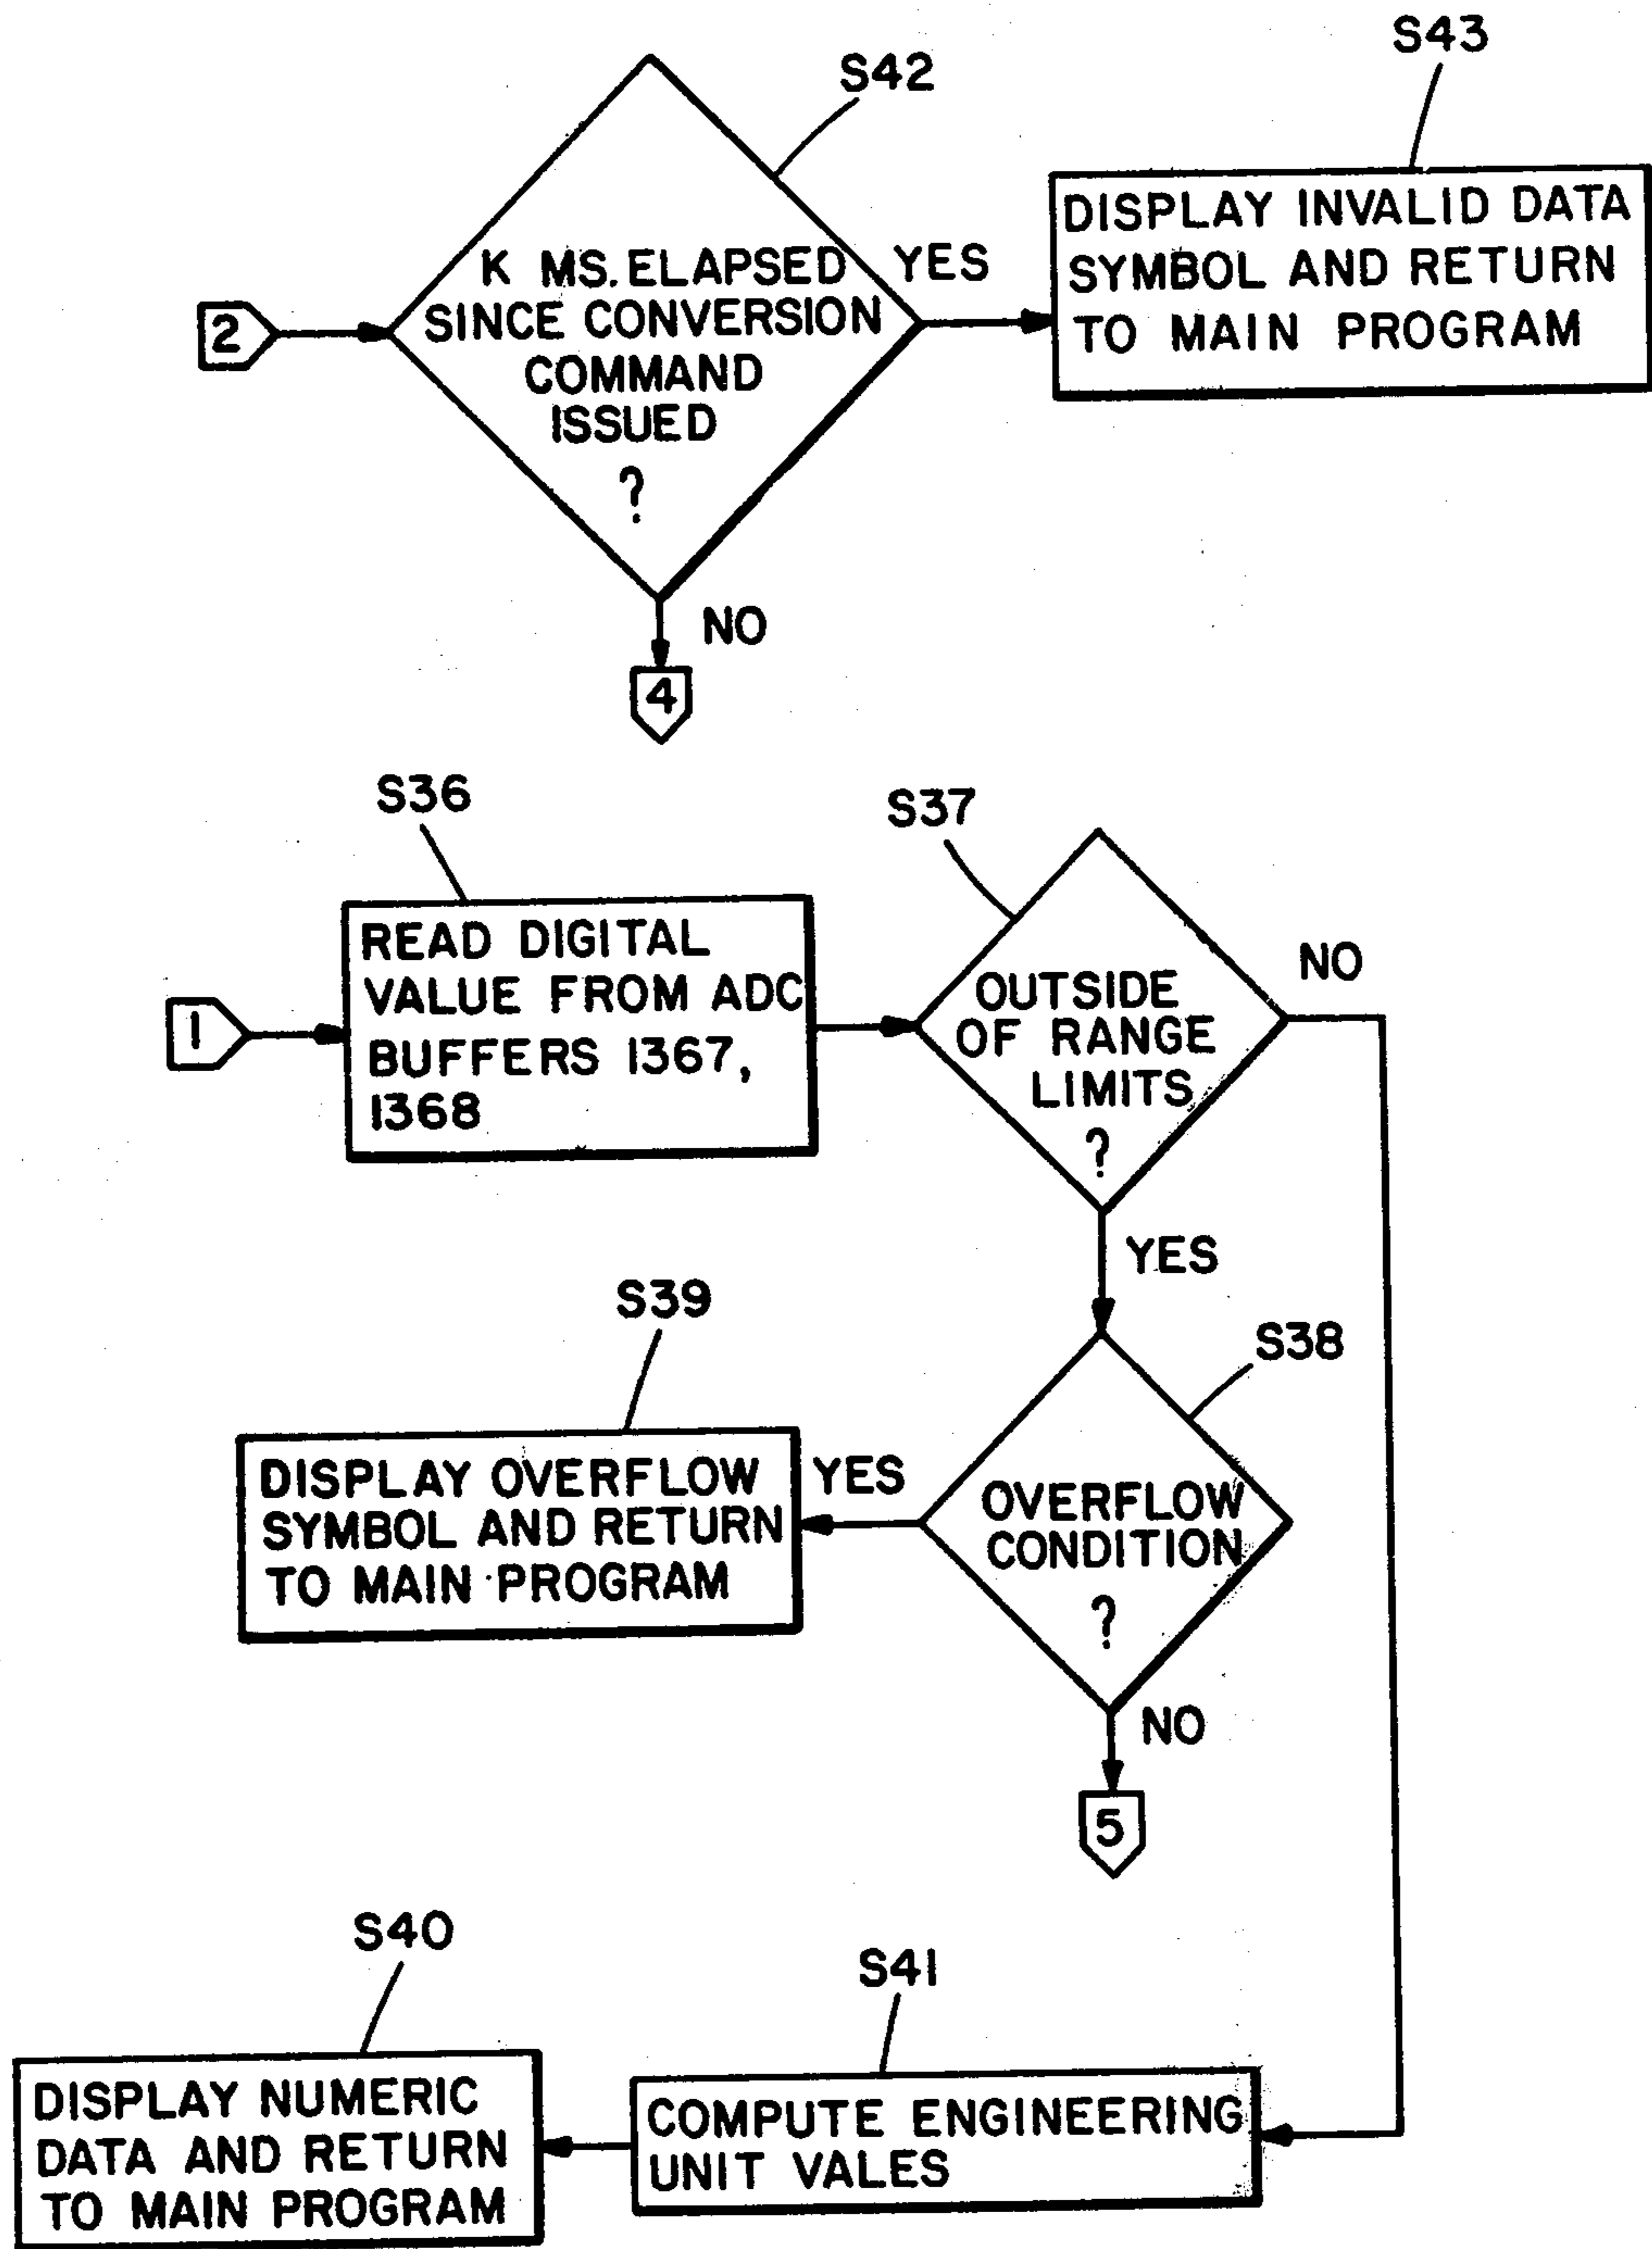 S43
S42
DISPLAY INVALID DATA
SYMBOL AND RETURN
TO MAIN PROGRAM
K MS. ELAPSED
SINCE CONVERSION
COMMAND
ISSUED
?
YES
2
NO
4
S36
S37
READ DIGITAL
VALUE FROM ADC
BUFFERS 1367,
1368
1
OUTSIDE
OF RANGE
LIMITS
?
NO
YES
S39
S38
DISPLAY OVERFLOW
SYMBOL AND RETURN
TO MAIN PROGRAM
YES
OVERFLOW
CONDITION
?
NO
5
S40
S41
DISPLAY NUMERIC
DATA AND RETURN
TO MAIN PROGRAM
COMPUTE ENGINEERING
UNIT VALES